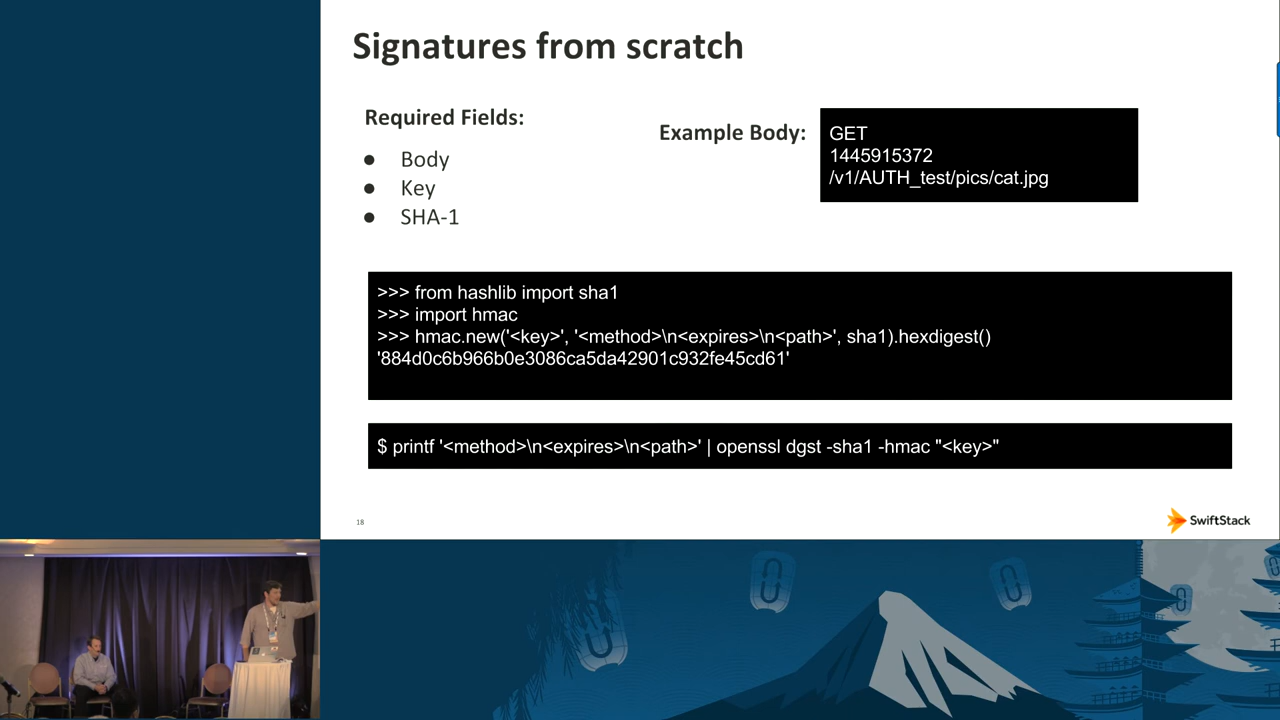 Signatures from scratch
Required Fields:
● Body
● Key
● SHA-1
Example Body:
GET
1445915372
/v1/AUTH_test/pics/cat.jpg
>>> from hashlib import sha1
>>> import hmac
>>> hmac.new('<key>', '<method>\n<expires>\n<path>', sha1).hexdigest()
'884d0c6b966b0e3086ca5da42901c932fe45cd61'
$ printf '<method>\n<expires>\n<path>' | openssl dgst -sha1 -hmac "<key>"
18
SwiftStack